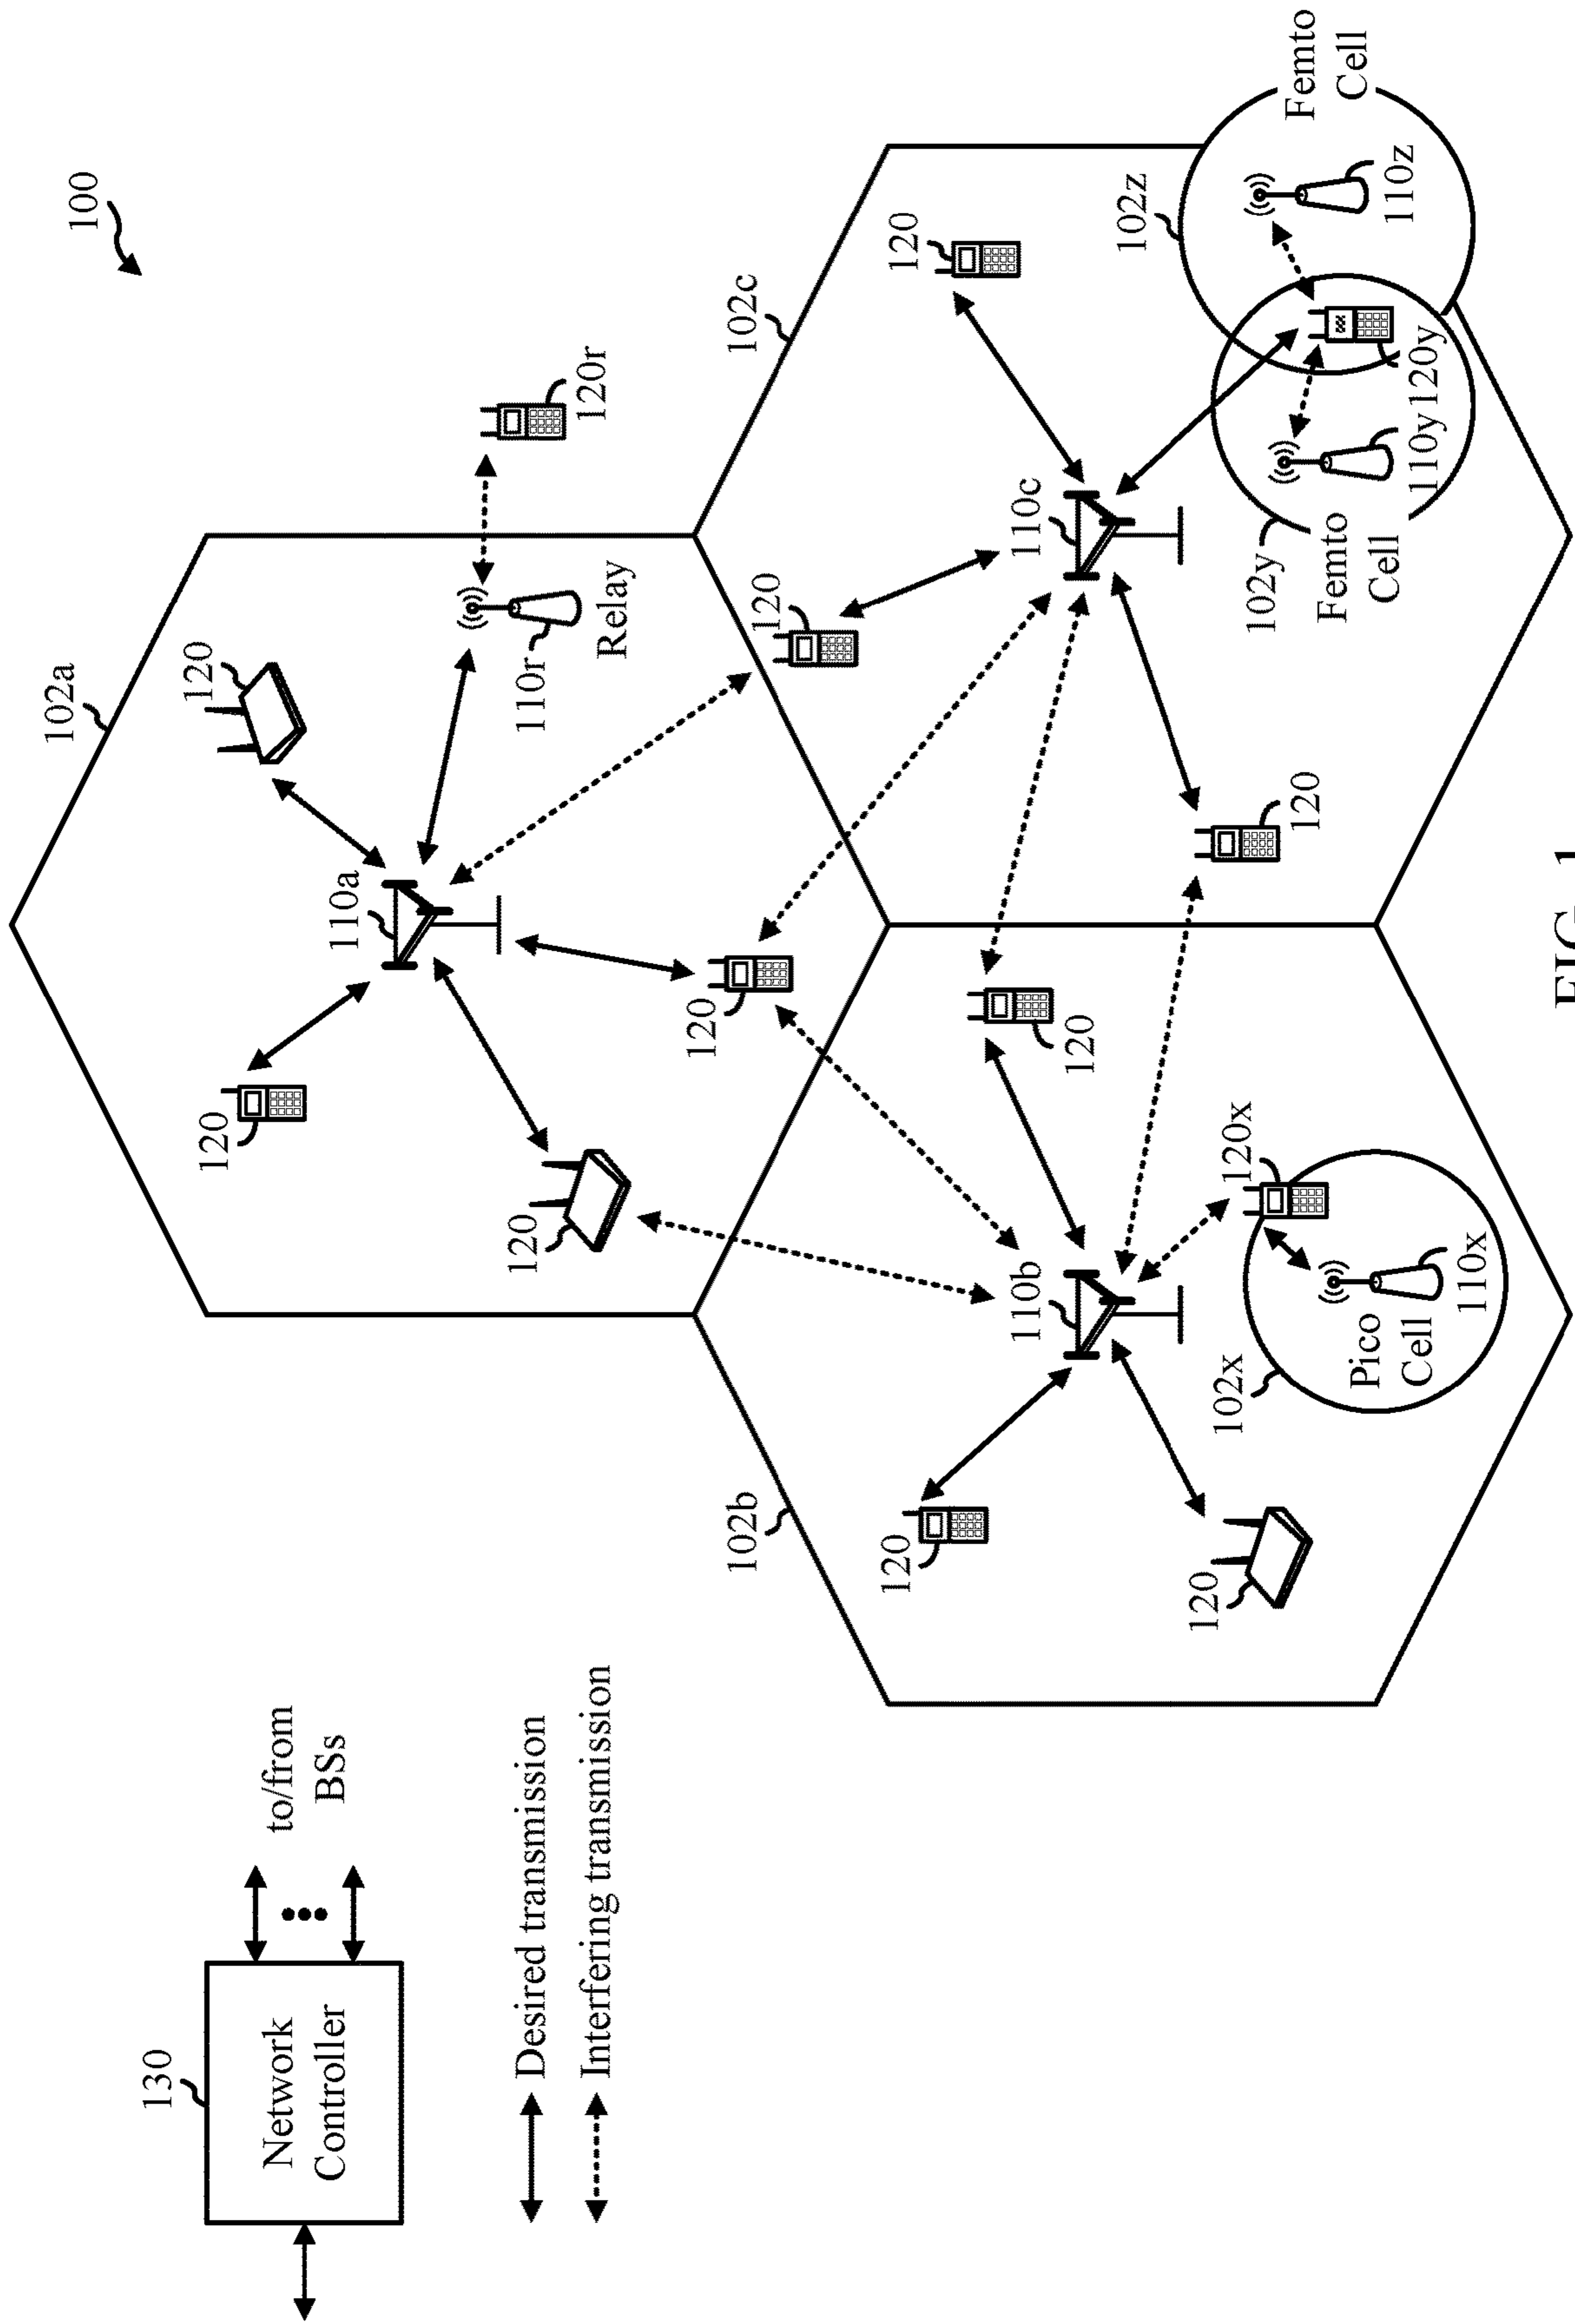 100
130
Network
Controller
to/from
BSs
Desired transmission
Interfering transmission
102a
120
120
110a
120
110r
Relay
120r
120
102b
120
110b
120
120
102x
Pico
Cell
110x
120x
120
102c
120
120
110c
120
102y
Femto
Cell
110y
120y
102z
110z
Femto
Cell